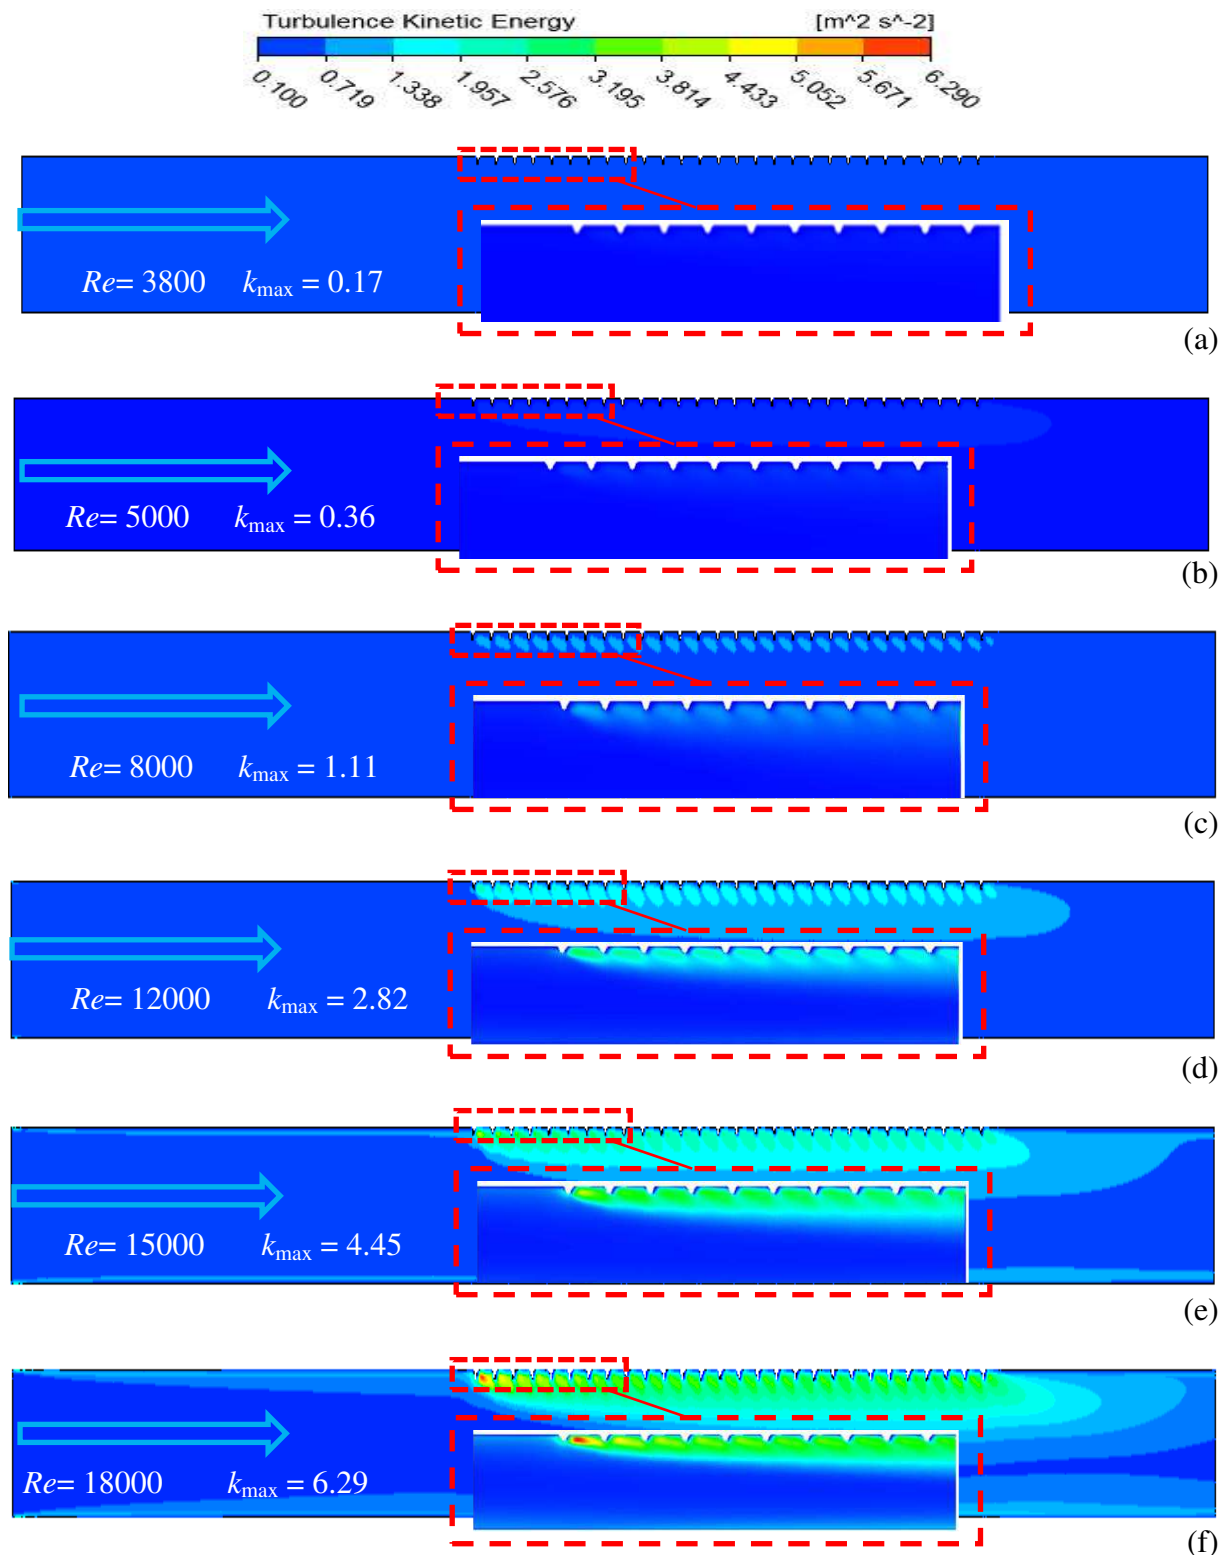 Turbulence Kinetic Energy [m^2 s^-2]
0.100 0.719 1.338 1.957 2.576 3.195 3.814 4.433 5.052 5.671 6.290
Re= 3800 kmax = 0.17
(a)
Re= 5000 kmax = 0.36
(b)
Re= 8000 kmax = 1.11
(c)
Re= 12000 kmax = 2.82
(d)
Re= 15000 kmax = 4.45
(e)
Re= 18000 kmax = 6.29
(f)